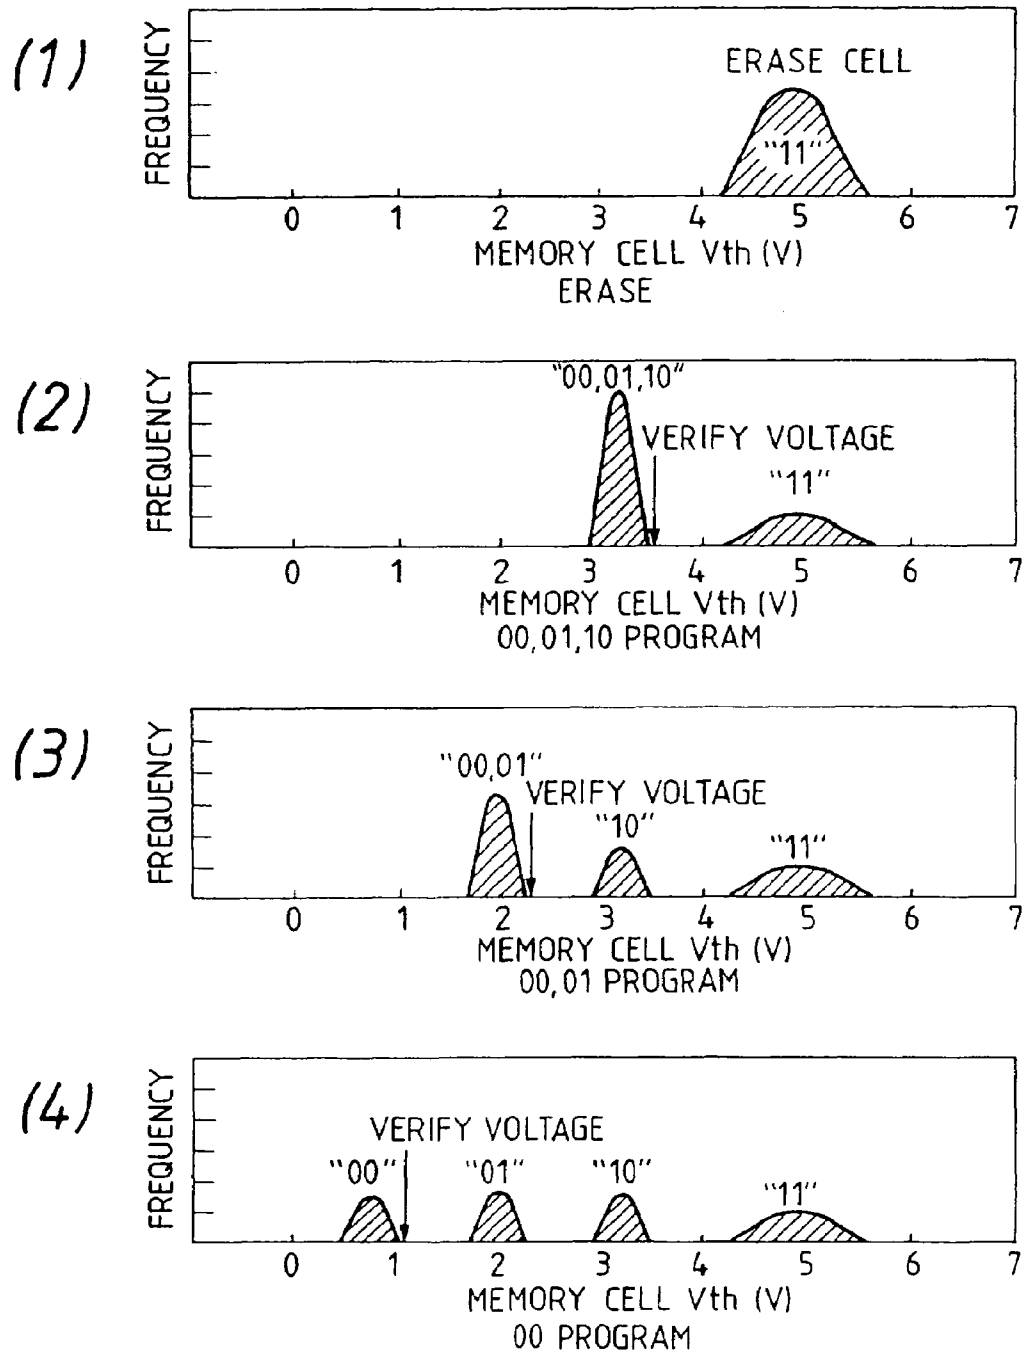 (1)
FREQUENCY
ERASE CELL
"11"
0 1 2 3 4 5 6 7
MEMORY CELL Vth (V)
ERASE
(2)
FREQUENCY
"00,01,10"
VERIFY VOLTAGE
"11"
0 1 2 3 4 5 6 7
MEMORY CELL Vth (V)
00,01,10 PROGRAM
(3)
FREQUENCY
"00,01"
VERIFY VOLTAGE
"10"
"11"
0 1 2 3 4 5 6 7
MEMORY CELL Vth (V)
00,01 PROGRAM
(4)
FREQUENCY
VERIFY VOLTAGE
"00" "01" "10" "11"
0 1 2 3 4 5 6 7
MEMORY CELL Vth (V)
00 PROGRAM